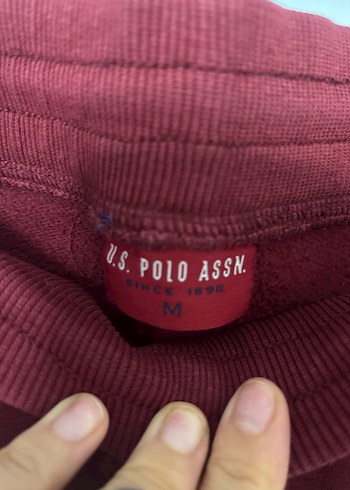 U.S. POLO ASSN.
SINCE 1890
M